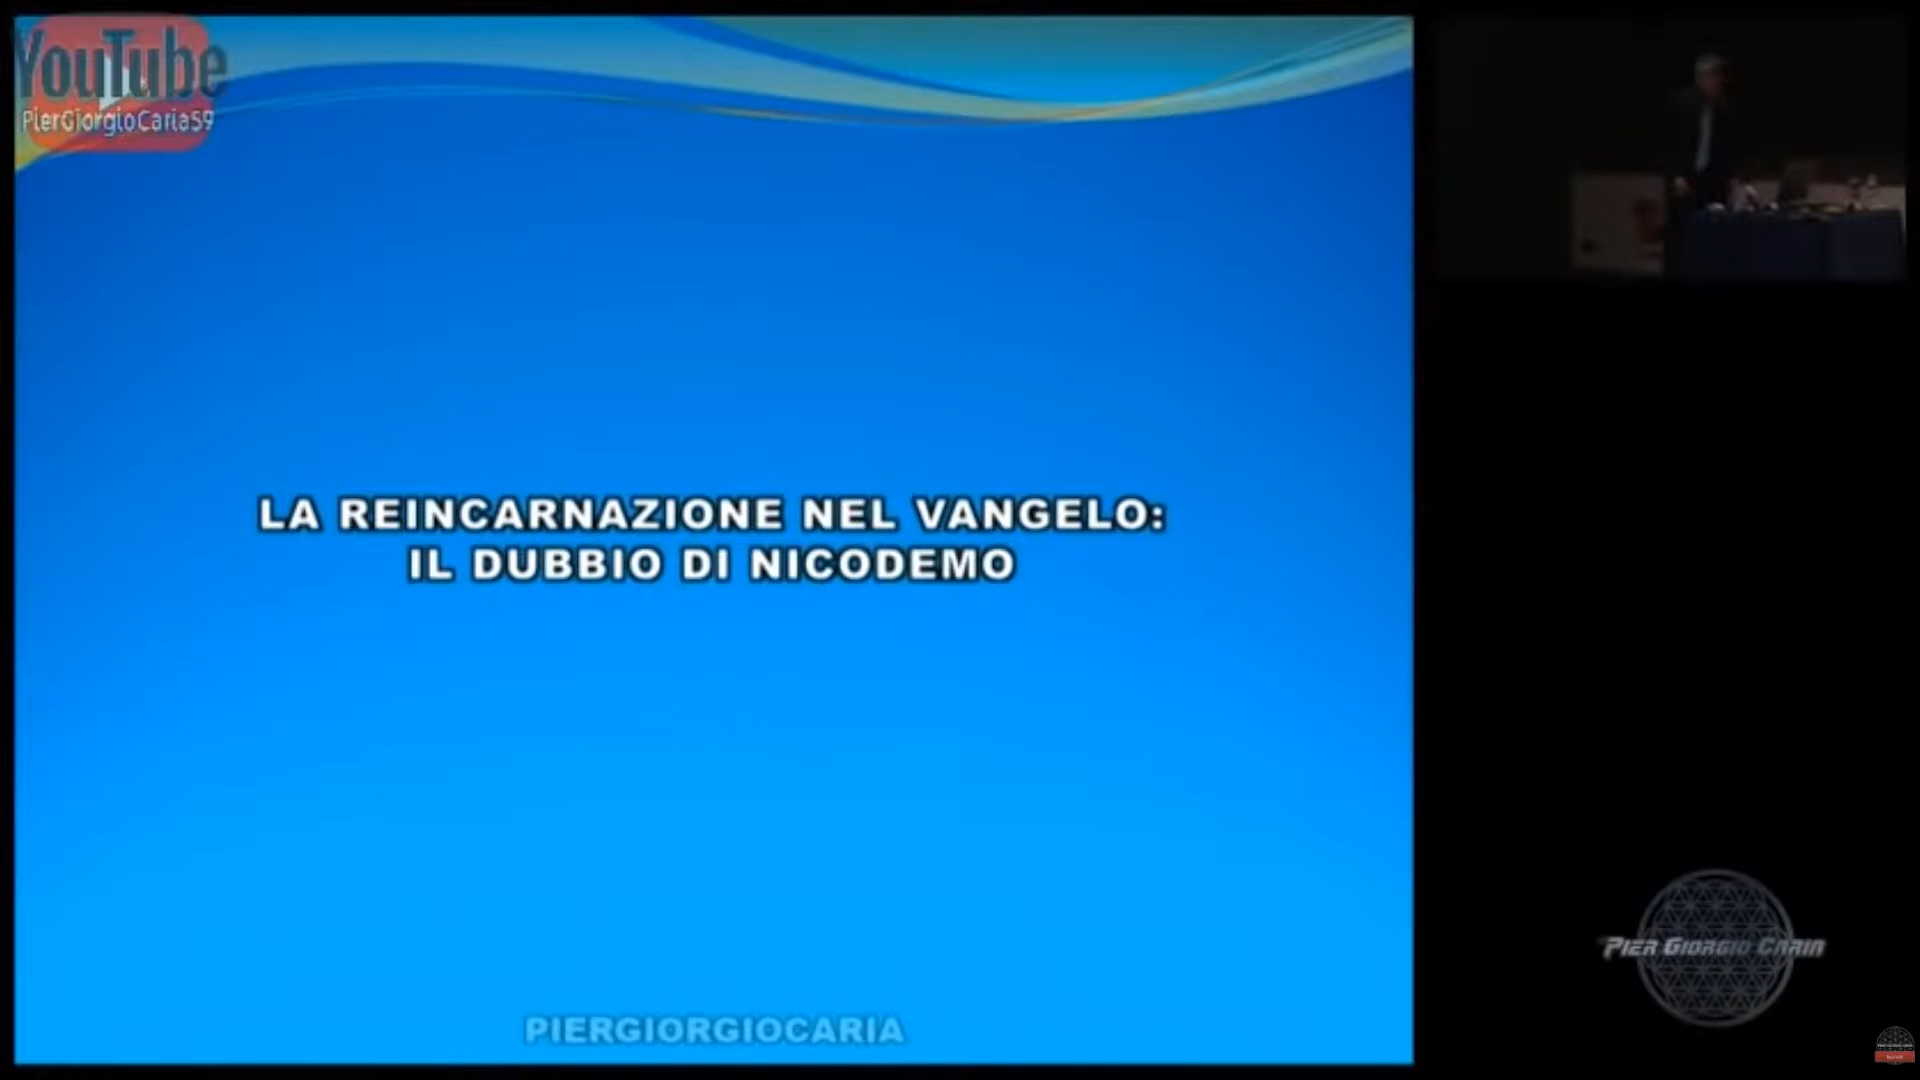 YouTube
PierGiorgioCaria59
LA REINCARNAZIONE NEL VANGELO:
IL DUBBIO DI NICODEMO
PIERGIORGIOCARIA
PIER GIORGIO CARIA